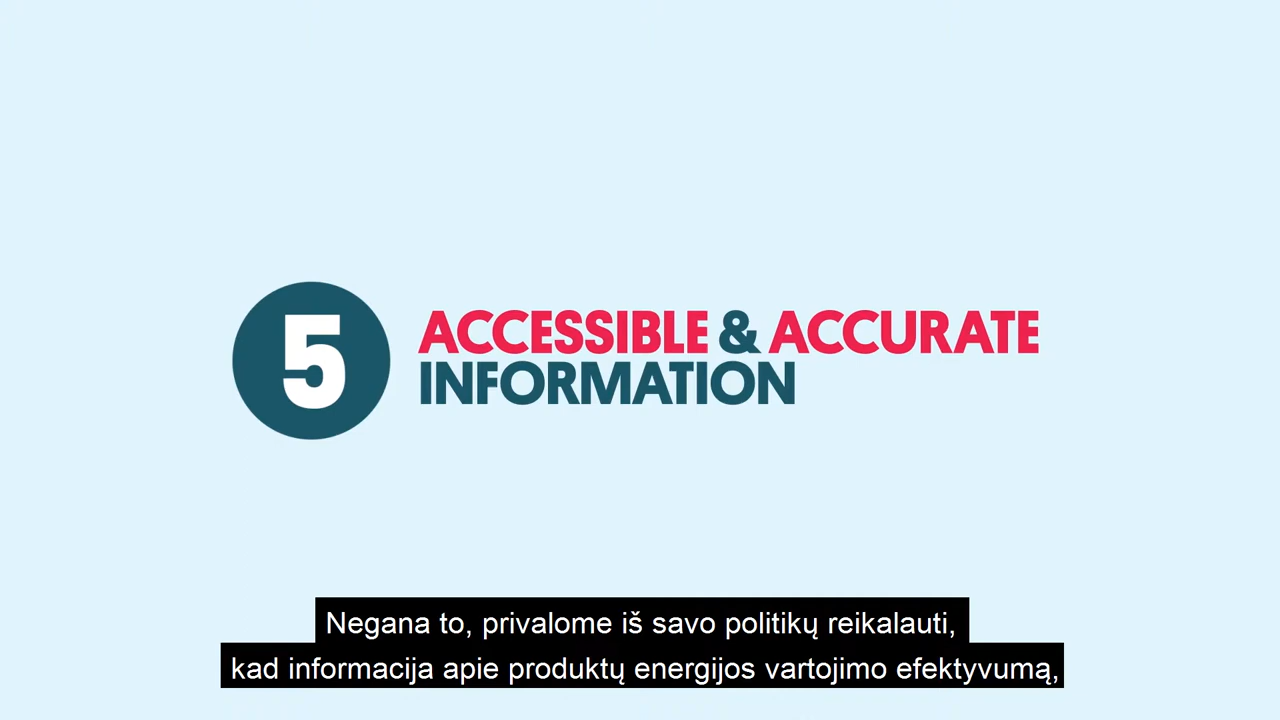 5
ACCESSIBLE & ACCURATE
INFORMATION
Negana to, privalome iš savo politikų reikalauti,
kad informacija apie produktų energijos vartojimo efektyvumą,